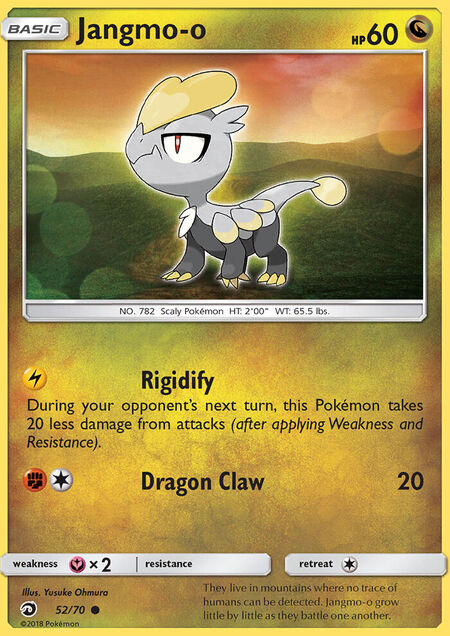 BASIC Jangmo-o HP60
NO. 782 Scaly Pokémon HT: 2'00" WT: 65.5 lbs.
Rigidify
During your opponent's next turn, this Pokémon takes
20 less damage from attacks (after applying Weakness and
Resistance).
Dragon Claw 20
weakness ×2 resistance retreat
Illus. Yusuke Ohmura
52/70
©2018 Pokémon
They live in mountains where no trace of
humans can be detected. Jangmo-o grow
little by little as they battle one another.